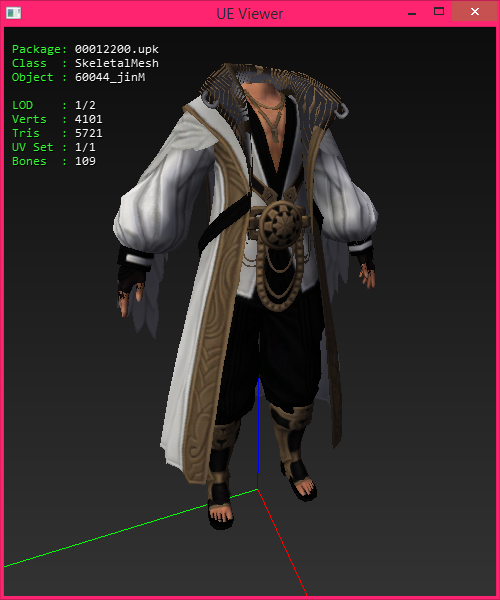 UE Viewer
Package: 00012200.upk
Class  : SkeletalMesh
Object : 60044_jinM
LOD    : 1/2
Verts  : 4101
Tris   : 5721
UV Set : 1/1
Bones  : 109